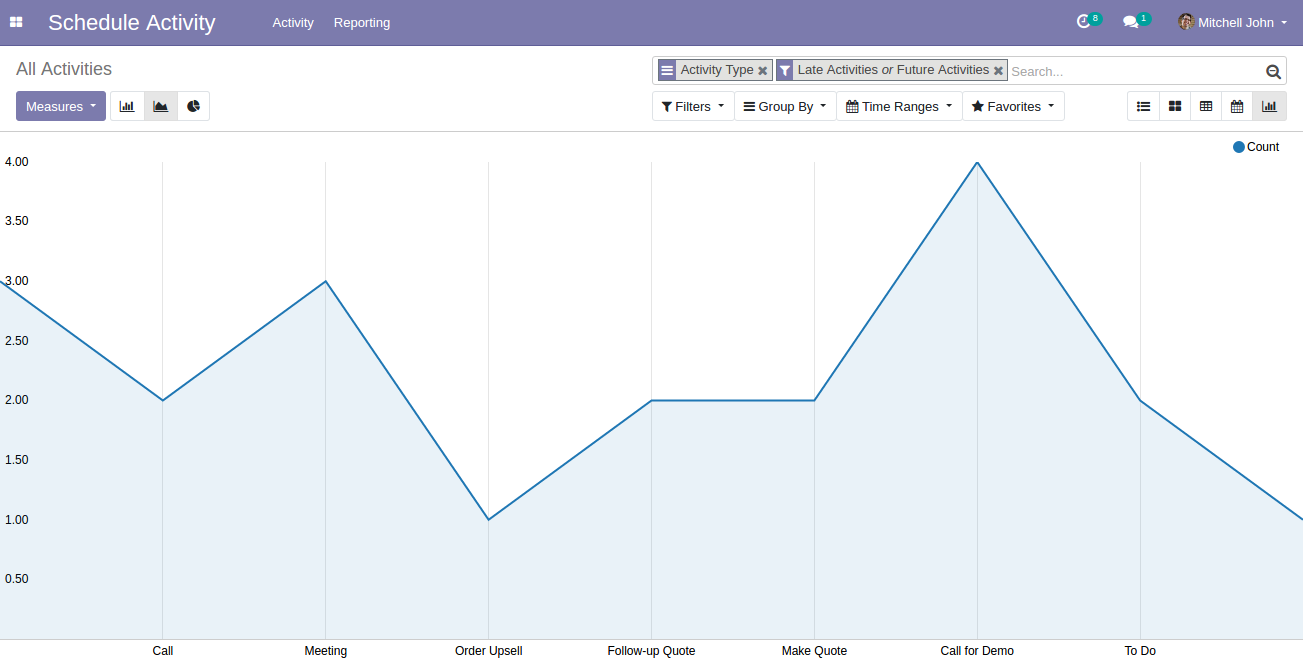 Schedule Activity Activity Reporting 8 1 Mitchell John
All Activities Activity Type Late Activities or Future Activities Search...
Measures Filters Group By Time Ranges Favorites
Count
4.00
3.50
3.00
2.50
2.00
1.50
1.00
0.50
Call Meeting Order Upsell Follow-up Quote Make Quote Call for Demo To Do